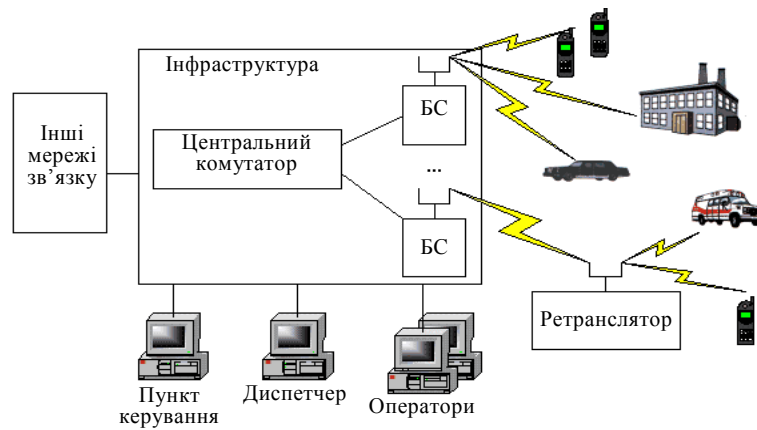 Інфраструктура
БС
Інші
мережі
зв’язку
Центральний
комутатор
...
БС
Ретранслятор
Пункт
керування
Диспетчер
Оператори